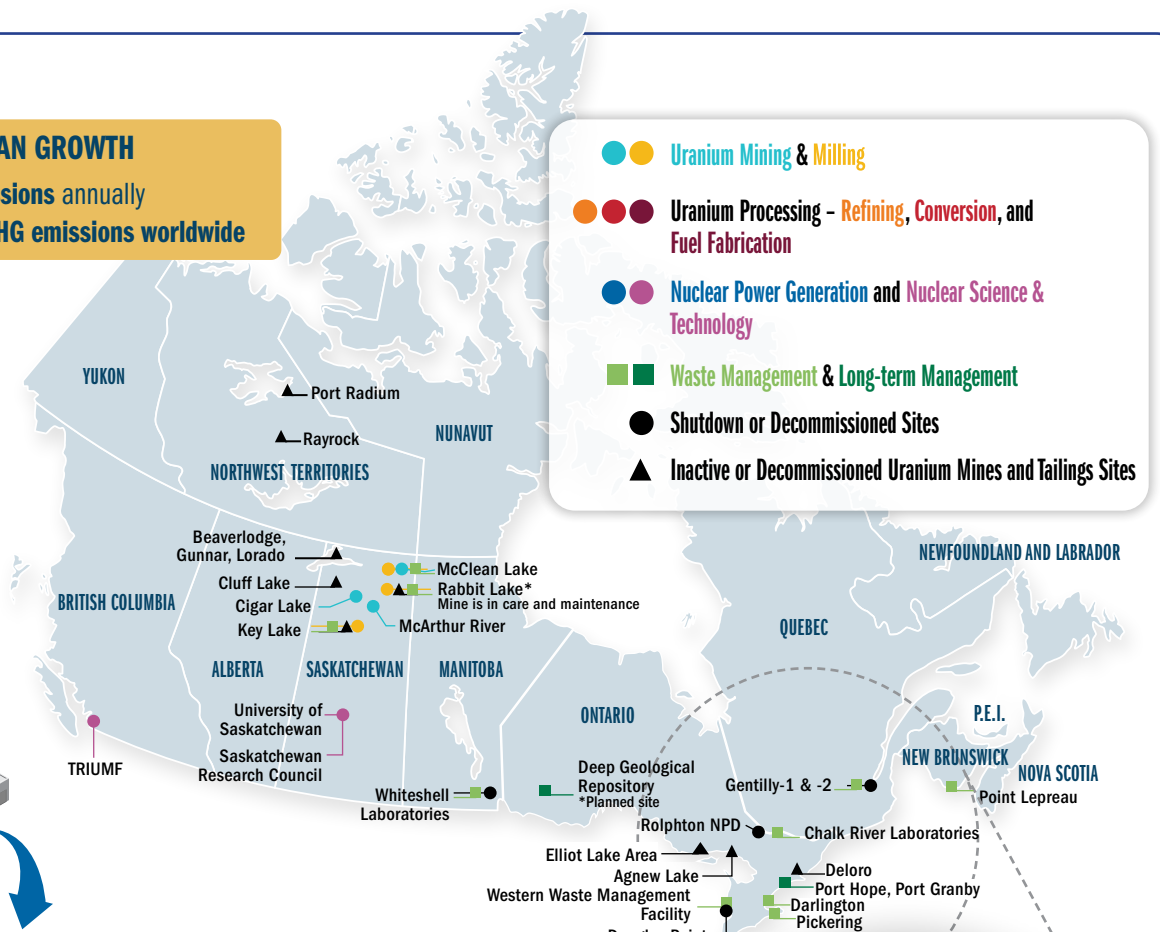 AN GROWTH
ssions annually
HG emissions worldwide
Uranium Mining & Milling
Uranium Processing – Refining, Conversion, and
Fuel Fabrication
Nuclear Power Generation and Nuclear Science &
Technology
Waste Management & Long-term Management
Shutdown or Decommissioned Sites
Inactive or Decommissioned Uranium Mines and Tailings Sites
YUKON
Port Radium
Rayrock
NUNAVUT
NORTHWEST TERRITORIES
Beaverlodge,
Gunnar, Lorado
Cluff Lake
Cigar Lake
Key Lake
McClean Lake
Rabbit Lake*
Mine is in care and maintenance
McArthur River
BRITISH COLUMBIA
ALBERTA
SASKATCHEWAN
MANITOBA
NEWFOUNDLAND AND LABRADOR
QUEBEC
ONTARIO
P.E.I.
NEW BRUNSWICK
NOVA SCOTIA
University of
Saskatchewan
Saskatchewan
Research Council
TRIUMF
Whiteshell
Laboratories
Deep Geological
Repository
*Planned site
Gentilly-1 & -2
Point Lepreau
Rolphton NPD
Chalk River Laboratories
Elliot Lake Area
Agnew Lake
Deloro
Port Hope, Port Granby
Western Waste Management
Facility
Darlington
Pickering